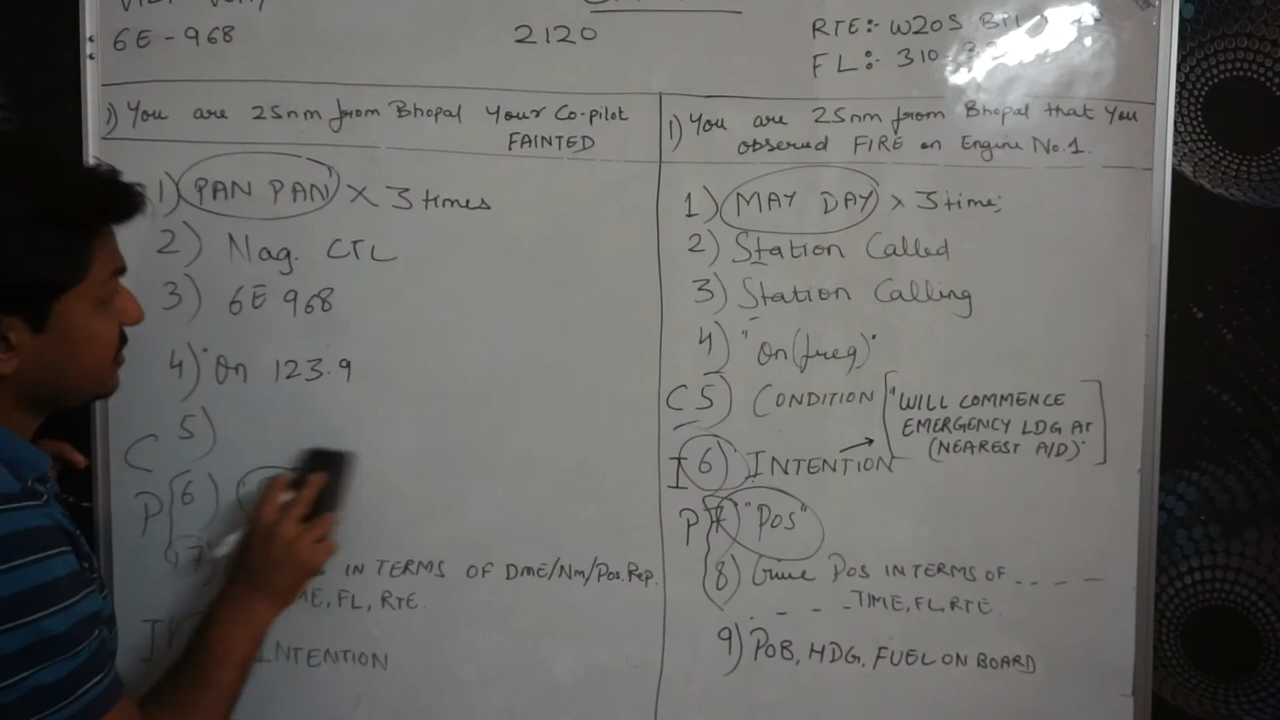 6E-968
2120
RTE:- W20S BPL
FL:- 310
1) You are 25nm from Bhopal Your Co-pilot
FAINTED
1) PAN PAN × 3 times
2) Nag. CTL
3) 6E 968
4) "On 123.9
C 5)
P 6)
7
IN TERMS OF DME/NM/Pos.Rep.
FL, RTE.
INTENTION
1) You are 25nm from Bhopal that you
observed FIRE on Engine No.1.
1) MAY DAY × 3 time;
2) Station Called
3) Station Calling
4) "On (freq)"
C 5) CONDITION
"WILL COMMENCE
EMERGENCY LDG AT
(NEAREST A/D)"
I 6) INTENTION
P 7) "POS"
8) Give POS IN TERMS OF - - - -
- - - TIME, FL, RTE.
9) POB, HDG, FUEL ON BOARD